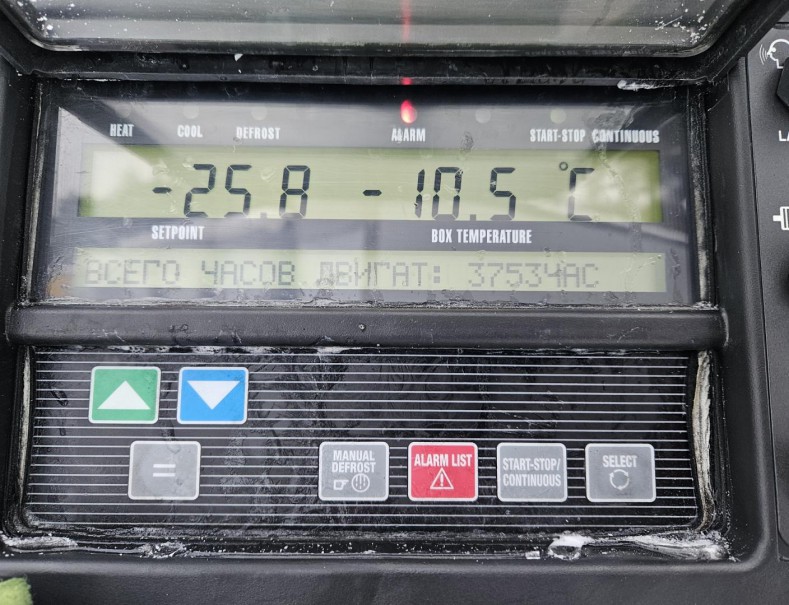 HEAT COOL DEFROST ALARM START-STOP CONTINUOUS
-25.8 -10.5 °C
SETPOINT BOX TEMPERATURE
ВСЕГО ЧАСОВ ДВИГАТ: 37534ЧАС
MANUAL
DEFROST
ALARM LIST
START-STOP/
CONTINUOUS
SELECT